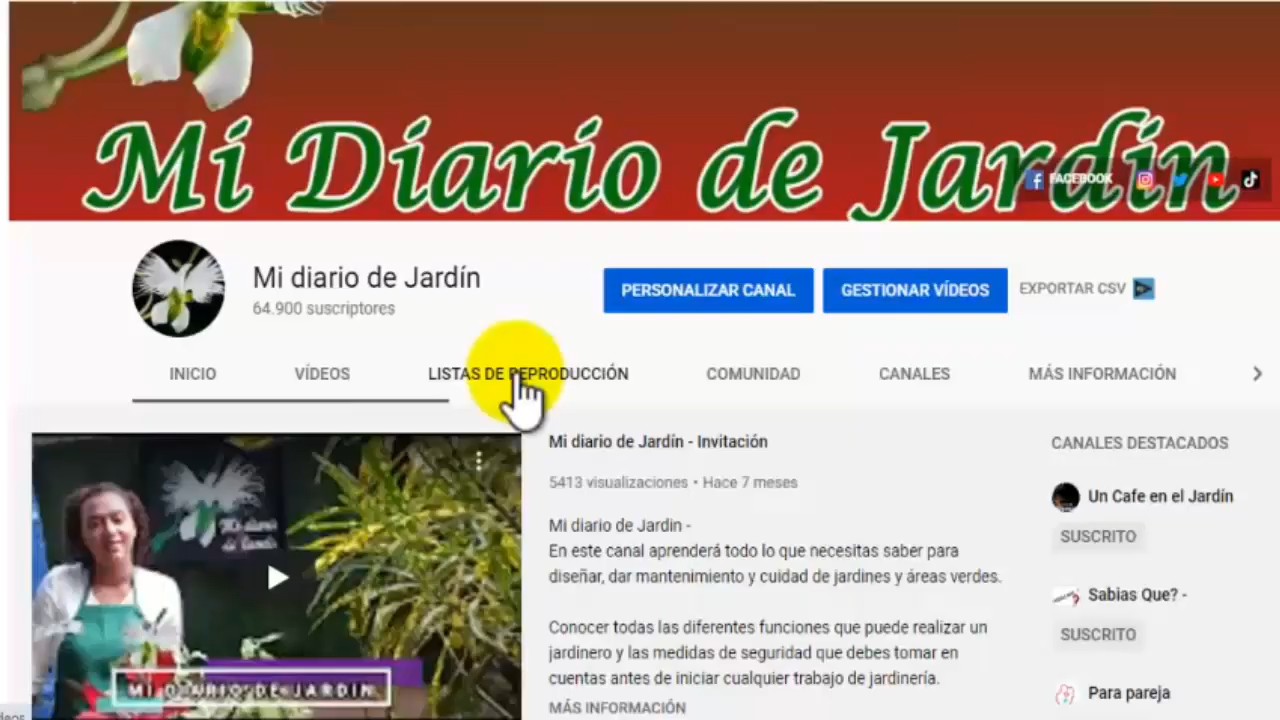 Mi Diario de Jardín
FACEBOOK
Mi diario de Jardín
64.900 suscriptores
PERSONALIZAR CANAL
GESTIONAR VÍDEOS
EXPORTAR CSV
INICIO
VÍDEOS
LISTAS DE REPRODUCCIÓN
COMUNIDAD
CANALES
MÁS INFORMACIÓN
Mi diario de Jardín
MI DIARIO DE JARDIN
Mi diario de Jardín - Invitación
5413 visualizaciones • Hace 7 meses
Mi diario de Jardin -
En este canal aprenderá todo lo que necesitas saber para
diseñar, dar mantenimiento y cuidad de jardines y áreas verdes.
Conocer todas las diferentes funciones que puede realizar un
jardinero y las medidas de seguridad que debes tomar en
cuentas antes de iniciar cualquier trabajo de jardinería.
MÁS INFORMACIÓN
CANALES DESTACADOS
Un Cafe en el Jardín
SUSCRITO
Sabias Que? -
SUSCRITO
Para pareja